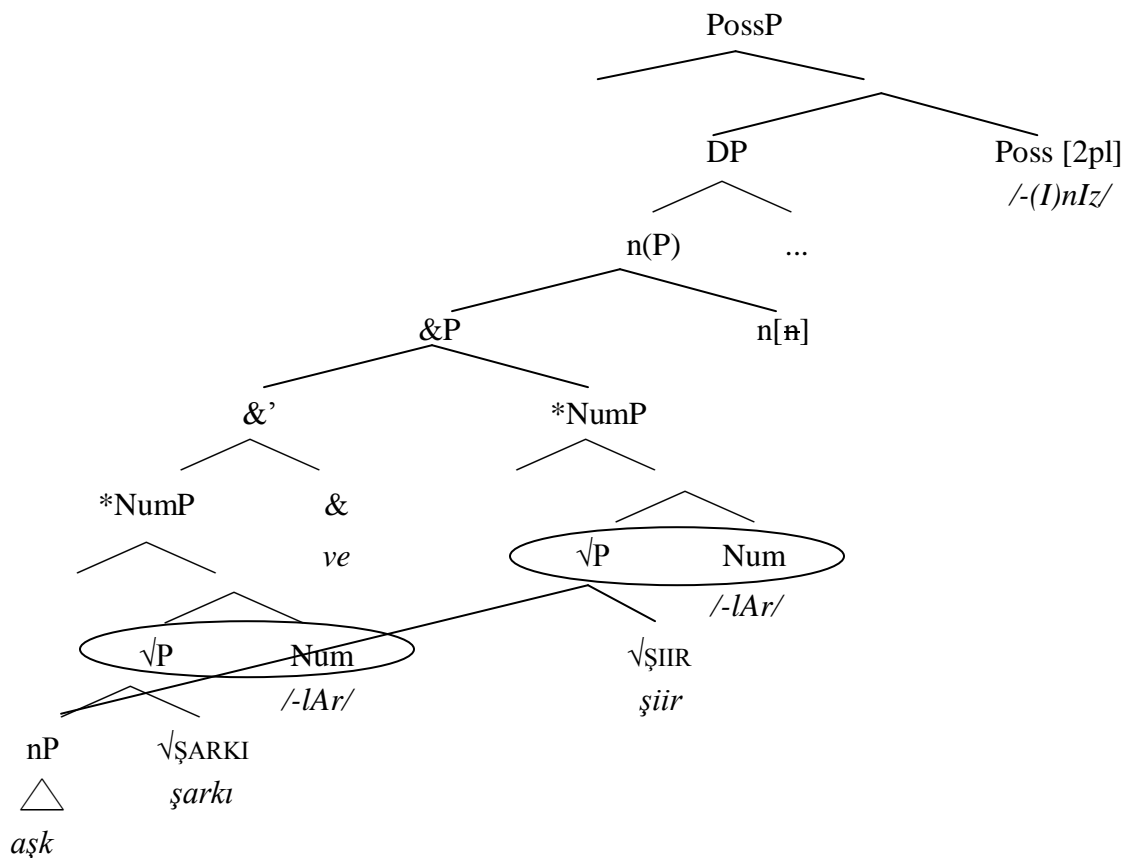 PossP
DP Poss [2pl]
/-(I)nIz/
n(P) ...
&P n[n̶]
&’ *NumP
*NumP &
ve √P Num
/-lAr/
√P Num √ŞIIR
/-lAr/ şiir
nP √ŞARKI
şarkı
aşk